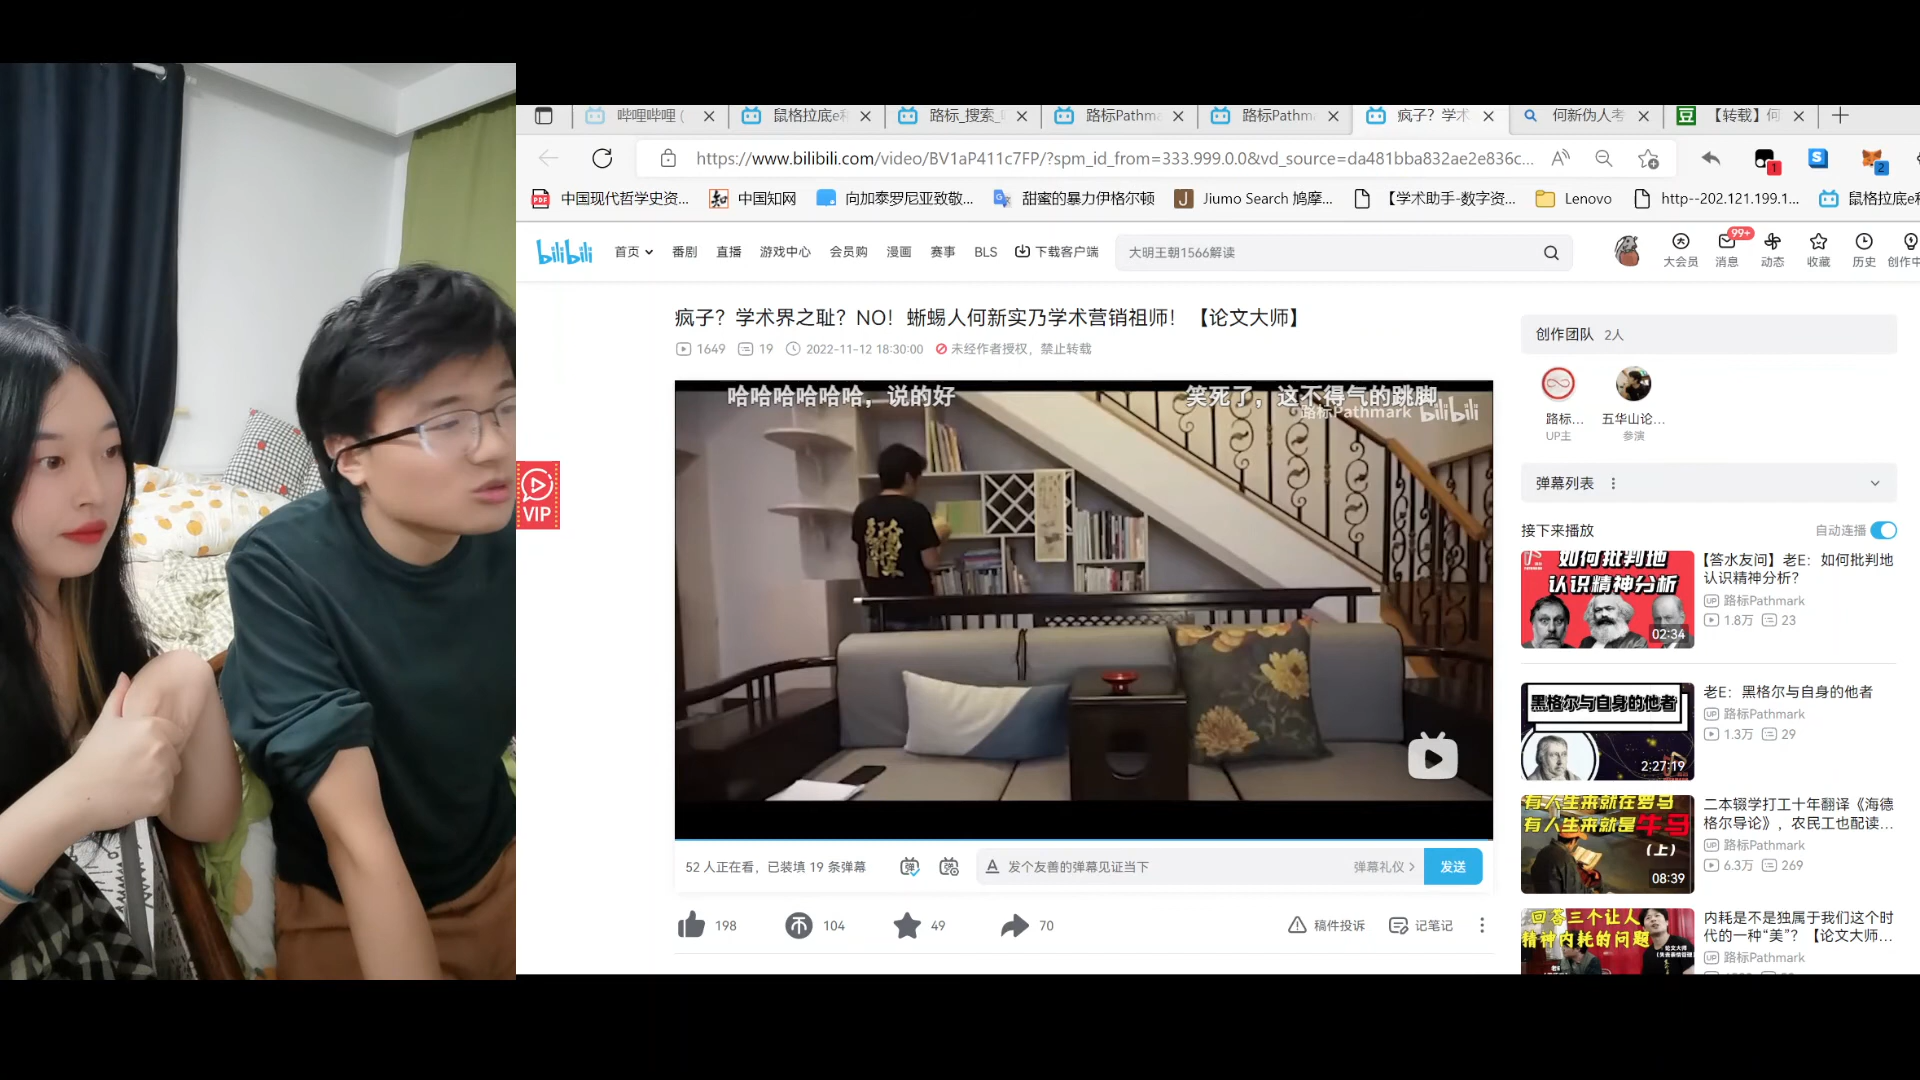 哔哩哔哩 (
鼠格拉底e和
路标_搜索_
路标Pathma
路标Pathm
疯子？学术
何新伪人考
【转载】何
https://www.bilibili.com/video/BV1aP411c7FP/?spm_id_from=333.999.0.0&vd_source=da481bba832ae2e836c...
1
2
中国现代哲学史资...
中国知网
向加泰罗尼亚致敬...
甜蜜的暴力伊格尔顿
Jiumo Search 鸠摩...
【学术助手-数字资...
Lenovo
http--202.121.199.1...
鼠格拉底e和
bilibili
首页
番剧
直播
游戏中心
会员购
漫画
赛事
BLS
下载客户端
大明王朝1566解读
大会员
99+
消息
动态
收藏
历史
创作中
疯子？学术界之耻？NO！蜥蜴人何新实乃学术营销祖师！【论文大师】
1649 19 2022-11-12 18:30:00 未经作者授权，禁止转载
哈哈哈哈哈哈，说的好
笑死了，这不得气的跳脚
路标Pathmark bilibili
VIP
52 人正在看，已装填 19 条弹幕
弹
弹
发个友善的弹幕见证当下
弹幕礼仪 >
发送
198
104
49
70
稿件投诉
记笔记
创作团队 2人
路标...
UP主
五华山论...
参演
弹幕列表
接下来播放
自动连播
如何批判地
认识精神分析
02:34
【答水友问】老E：如何批判地
认识精神分析？
路标Pathmark
1.8万 23
黑格尔与自身的他者
2:27:19
老E：黑格尔与自身的他者
路标Pathmark
1.3万 29
有人生来就在罗马
有人生来就是牛马
(上)
08:39
二本辍学打工十年翻译《海德
格尔导论》，农民工也配读...
路标Pathmark
6.3万 269
回答三个让人
精神内耗的问题
论文大师
内耗是不是独属于我们这个时
代的一种“美”？【论文大师...
路标Pathmark